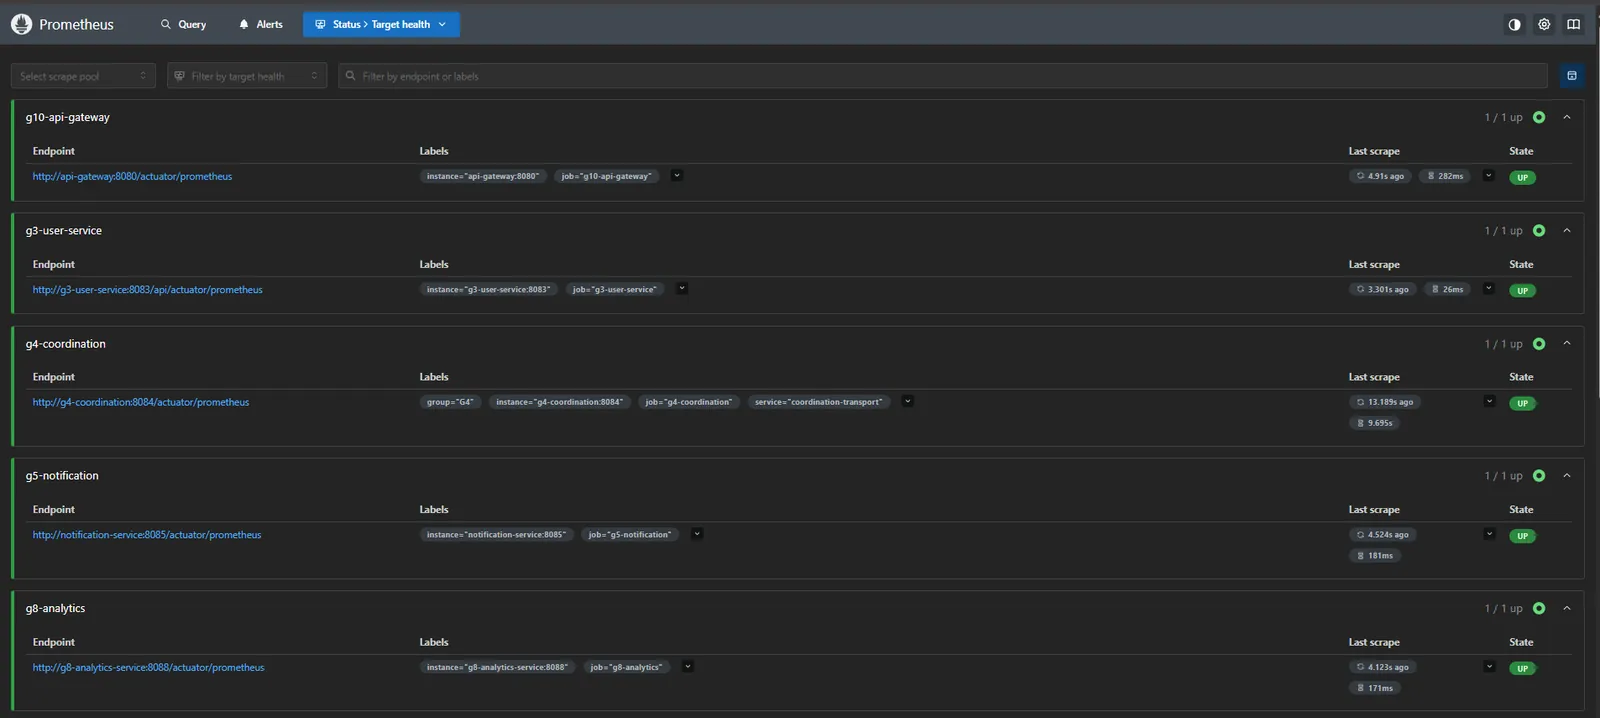 Prometheus Query Alerts Status > Target health
Select scrape pool Filter by target health Filter by endpoint or labels
g10-api-gateway 1 / 1 up
Endpoint Labels Last scrape State
http://api-gateway:8080/actuator/prometheus instance="api-gateway:8080" job="g10-api-gateway" 4.91s ago 282ms UP
g3-user-service 1 / 1 up
Endpoint Labels Last scrape State
http://g3-user-service:8083/api/actuator/prometheus instance="g3-user-service:8083" job="g3-user-service" 3.301s ago 26ms UP
g4-coordination 1 / 1 up
Endpoint Labels Last scrape State
http://g4-coordination:8084/actuator/prometheus group="G4" instance="g4-coordination:8084" job="g4-coordination" service="coordination-transport" 13.189s ago UP
9.695s
g5-notification 1 / 1 up
Endpoint Labels Last scrape State
http://notification-service:8085/actuator/prometheus instance="notification-service:8085" job="g5-notification" 4.524s ago UP
181ms
g8-analytics 1 / 1 up
Endpoint Labels Last scrape State
http://g8-analytics-service:8088/actuator/prometheus instance="g8-analytics-service:8088" job="g8-analytics" 4.123s ago UP
171ms